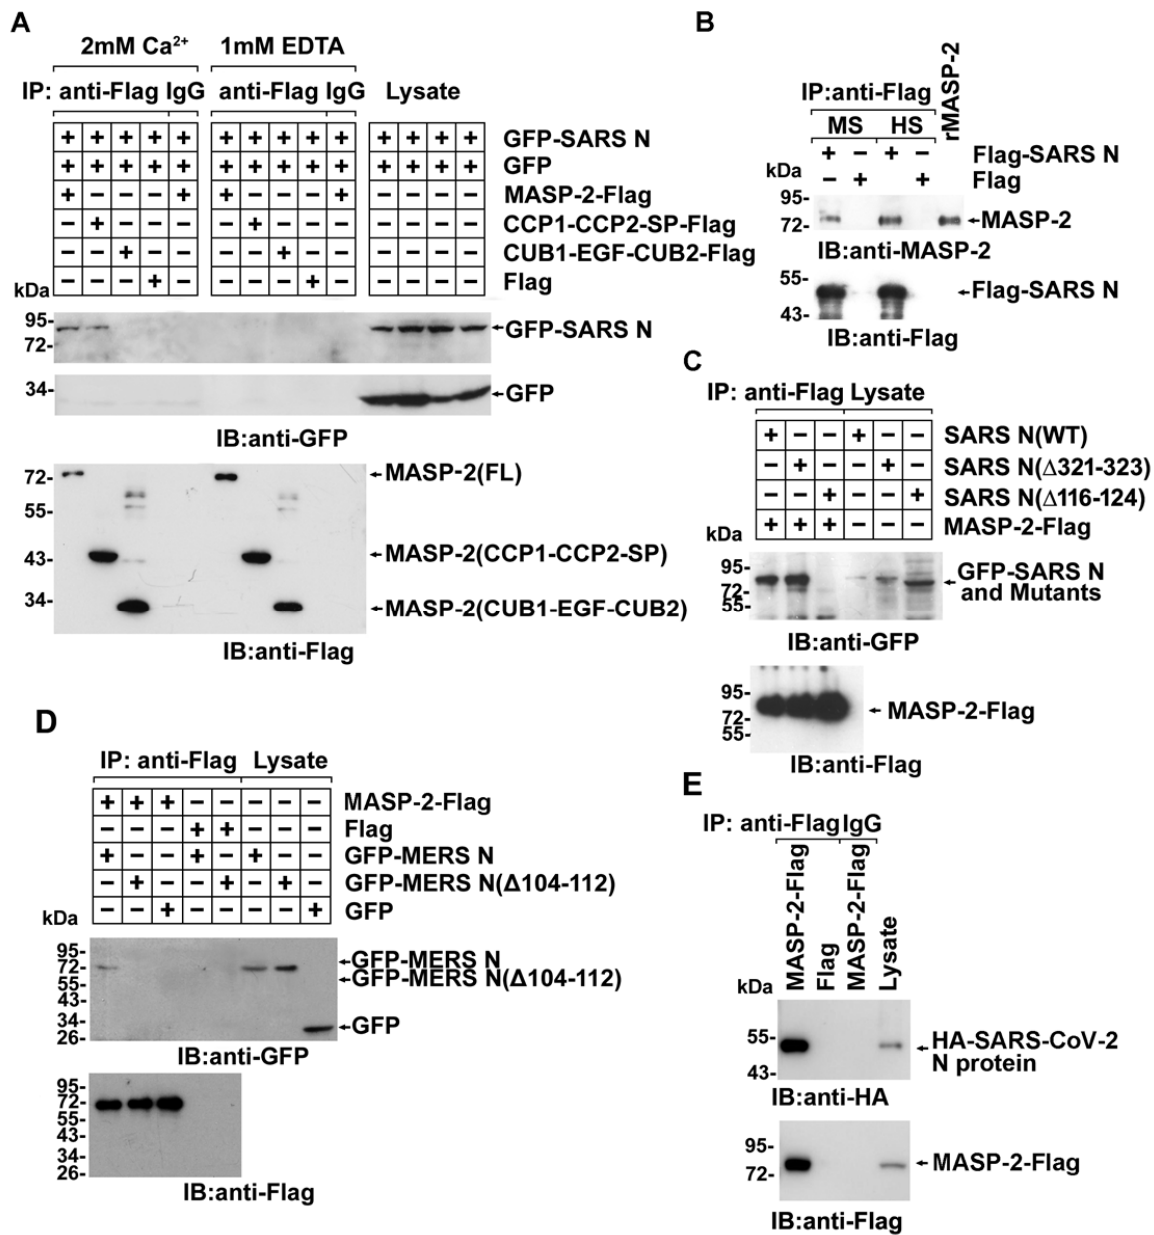 A
2mM Ca²⁺ 1mM EDTA
IP: anti-Flag IgG anti-Flag IgG Lysate
+ + + + + + + + + + + + + + GFP-SARS N
+ + + + + + + + + + + + + + GFP
+ − − − + + − − − + − − − − MASP-2-Flag
− + − − − − + − − − − − − − CCP1-CCP2-SP-Flag
− − + − − − − + − − − − − − CUB1-EGF-CUB2-Flag
− − − + − − − − + − − − − − Flag
kDa
95-
72-
GFP-SARS N
34-
GFP
IB:anti-GFP
72-
55-
43-
34-
MASP-2(FL)
MASP-2(CCP1-CCP2-SP)
MASP-2(CUB1-EGF-CUB2)
IB:anti-Flag
B
IP:anti-Flag
rMASP-2
MS HS
+ − + − Flag-SARS N
− + − + Flag
kDa
95-
72-
MASP-2
IB:anti-MASP-2
55-
43-
Flag-SARS N
IB:anti-Flag
C
IP: anti-Flag Lysate
+ − − + − − SARS N(WT)
− + − − + − SARS N(Δ321-323)
− − + − − + SARS N(Δ116-124)
+ + + − − − MASP-2-Flag
kDa
95-
72-
55-
GFP-SARS N
and Mutants
IB:anti-GFP
95-
72-
55-
MASP-2-Flag
IB:anti-Flag
D
IP: anti-Flag Lysate
+ + + − − − − − MASP-2-Flag
− − − + + − − − Flag
+ − − + − + − − GFP-MERS N
− + − − + − + − GFP-MERS N(Δ104-112)
− − + − − − − + GFP
kDa
95-
72-
55-
43-
34-
26-
GFP-MERS N
GFP-MERS N(Δ104-112)
GFP
IB:anti-GFP
95-
72-
55-
43-
34-
26-
IB:anti-Flag
E
IP: anti-Flag IgG
MASP-2-Flag
Flag
MASP-2-Flag
Lysate
kDa
55-
43-
HA-SARS-CoV-2
N protein
IB:anti-HA
95-
72-
MASP-2-Flag
IB:anti-Flag